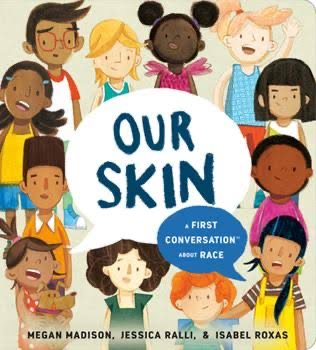 OUR
SKIN
A FIRST
CONVERSATION™
ABOUT RACE
MEGAN MADISON, JESSICA RALLI, & ISABEL ROXAS